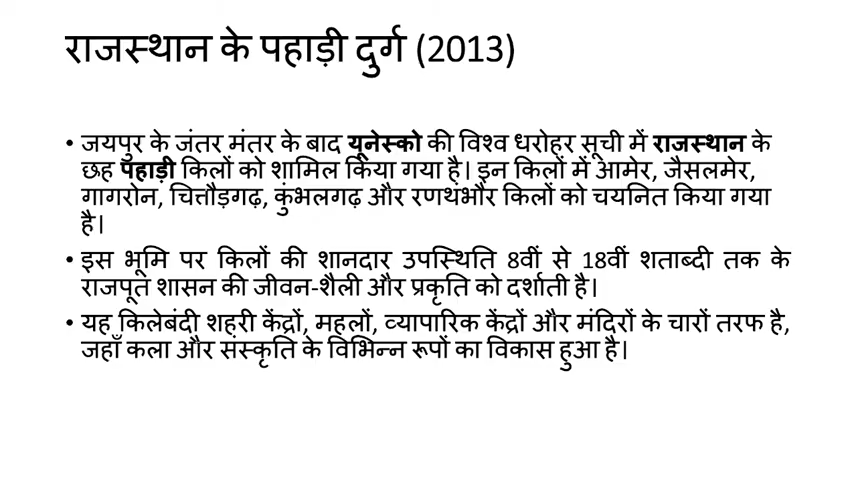 राजस्थान के पहाड़ी दुर्ग (2013)
• जयपुर के जंतर मंतर के बाद यूनेस्को की विश्व धरोहर सूची में राजस्थान के
छह पहाड़ी किलों को शामिल किया गया है। इन किलों में आमेर, जैसलमेर,
गागरोन, चित्तौड़गढ़, कुंभलगढ़ और रणथंभौर किलों को चयनित किया गया
है।
• इस भूमि पर किलों की शानदार उपस्थिति 8वीं से 18वीं शताब्दी तक के
राजपूत शासन की जीवन-शैली और प्रकृति को दर्शाती है।
• यह किलेबंदी शहरी केंद्रों, महलों, व्यापारिक केंद्रों और मंदिरों के चारों तरफ है,
जहाँ कला और संस्कृति के विभिन्न रूपों का विकास हुआ है।